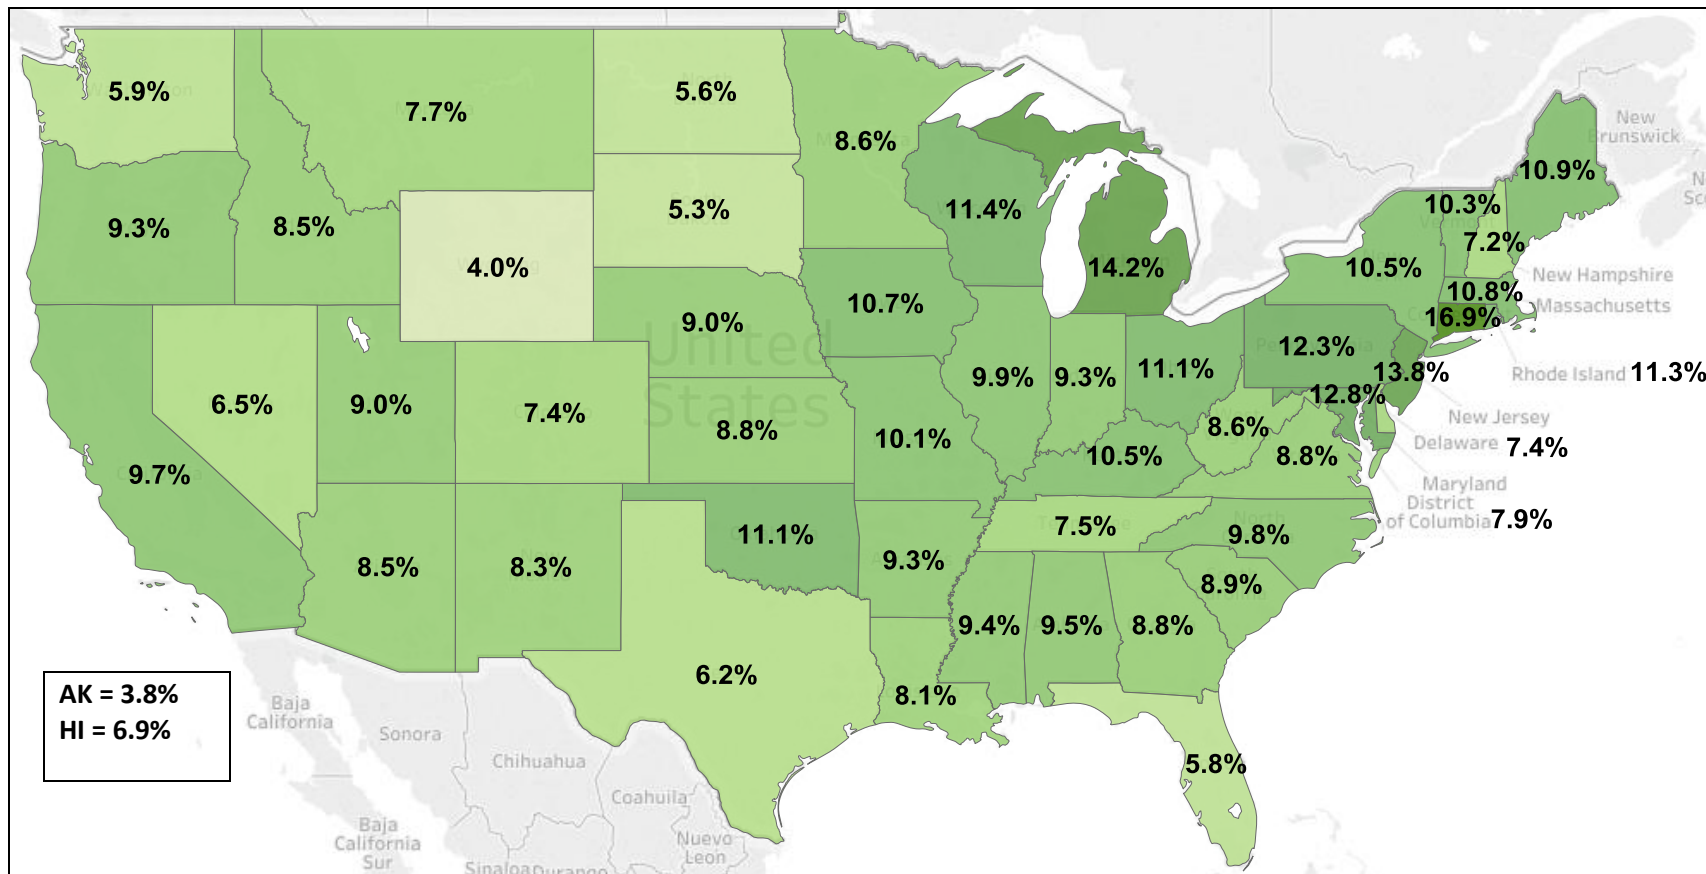 5.9%
7.7%
5.6%
8.6%
9.3%
8.5%
4.0%
5.3%
11.4%
14.2%
10.9%
10.3%
7.2%
10.5%
10.8%
16.9%
New
Brunswick
New Hampshire
Massachusetts
Rhode Island 11.3%
New Jersey
Delaware 7.4%
Maryland
District
of Columbia 7.9%
6.5%
9.0%
7.4%
9.0%
United
States
8.8%
10.7%
10.1%
9.9%
9.3%
11.1%
12.3%
13.8%
12.8%
8.6%
8.8%
10.5%
9.7%
8.5%
8.3%
11.1%
9.3%
7.5%
9.8%
8.9%
9.4%
9.5%
8.8%
6.2%
8.1%
5.8%
AK = 3.8%
HI = 6.9%
Baja
California
Sonora
Chihuahua
Coahuila
Baja
California
Sur
Nuevo
Leon
Sinaloa
Durango